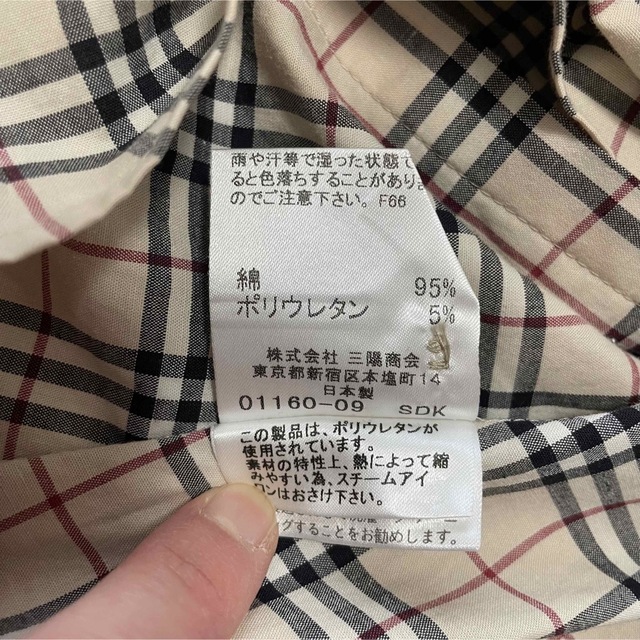 雨や汗等で湿った状態で
ると色落ちすることがありま
のでご注意下さい。F66
綿 95%
ポリウレタン 5%
株式会社 三陽商会
東京都新宿区本塩町14
日本製
01160-09 SDK
この製品は、ポリウレタンが
使用されています。
素材の特性上、熱によって縮
みやすい為、スチームアイ
ロンはおさけ下さい。
ングすることをお勧めします。